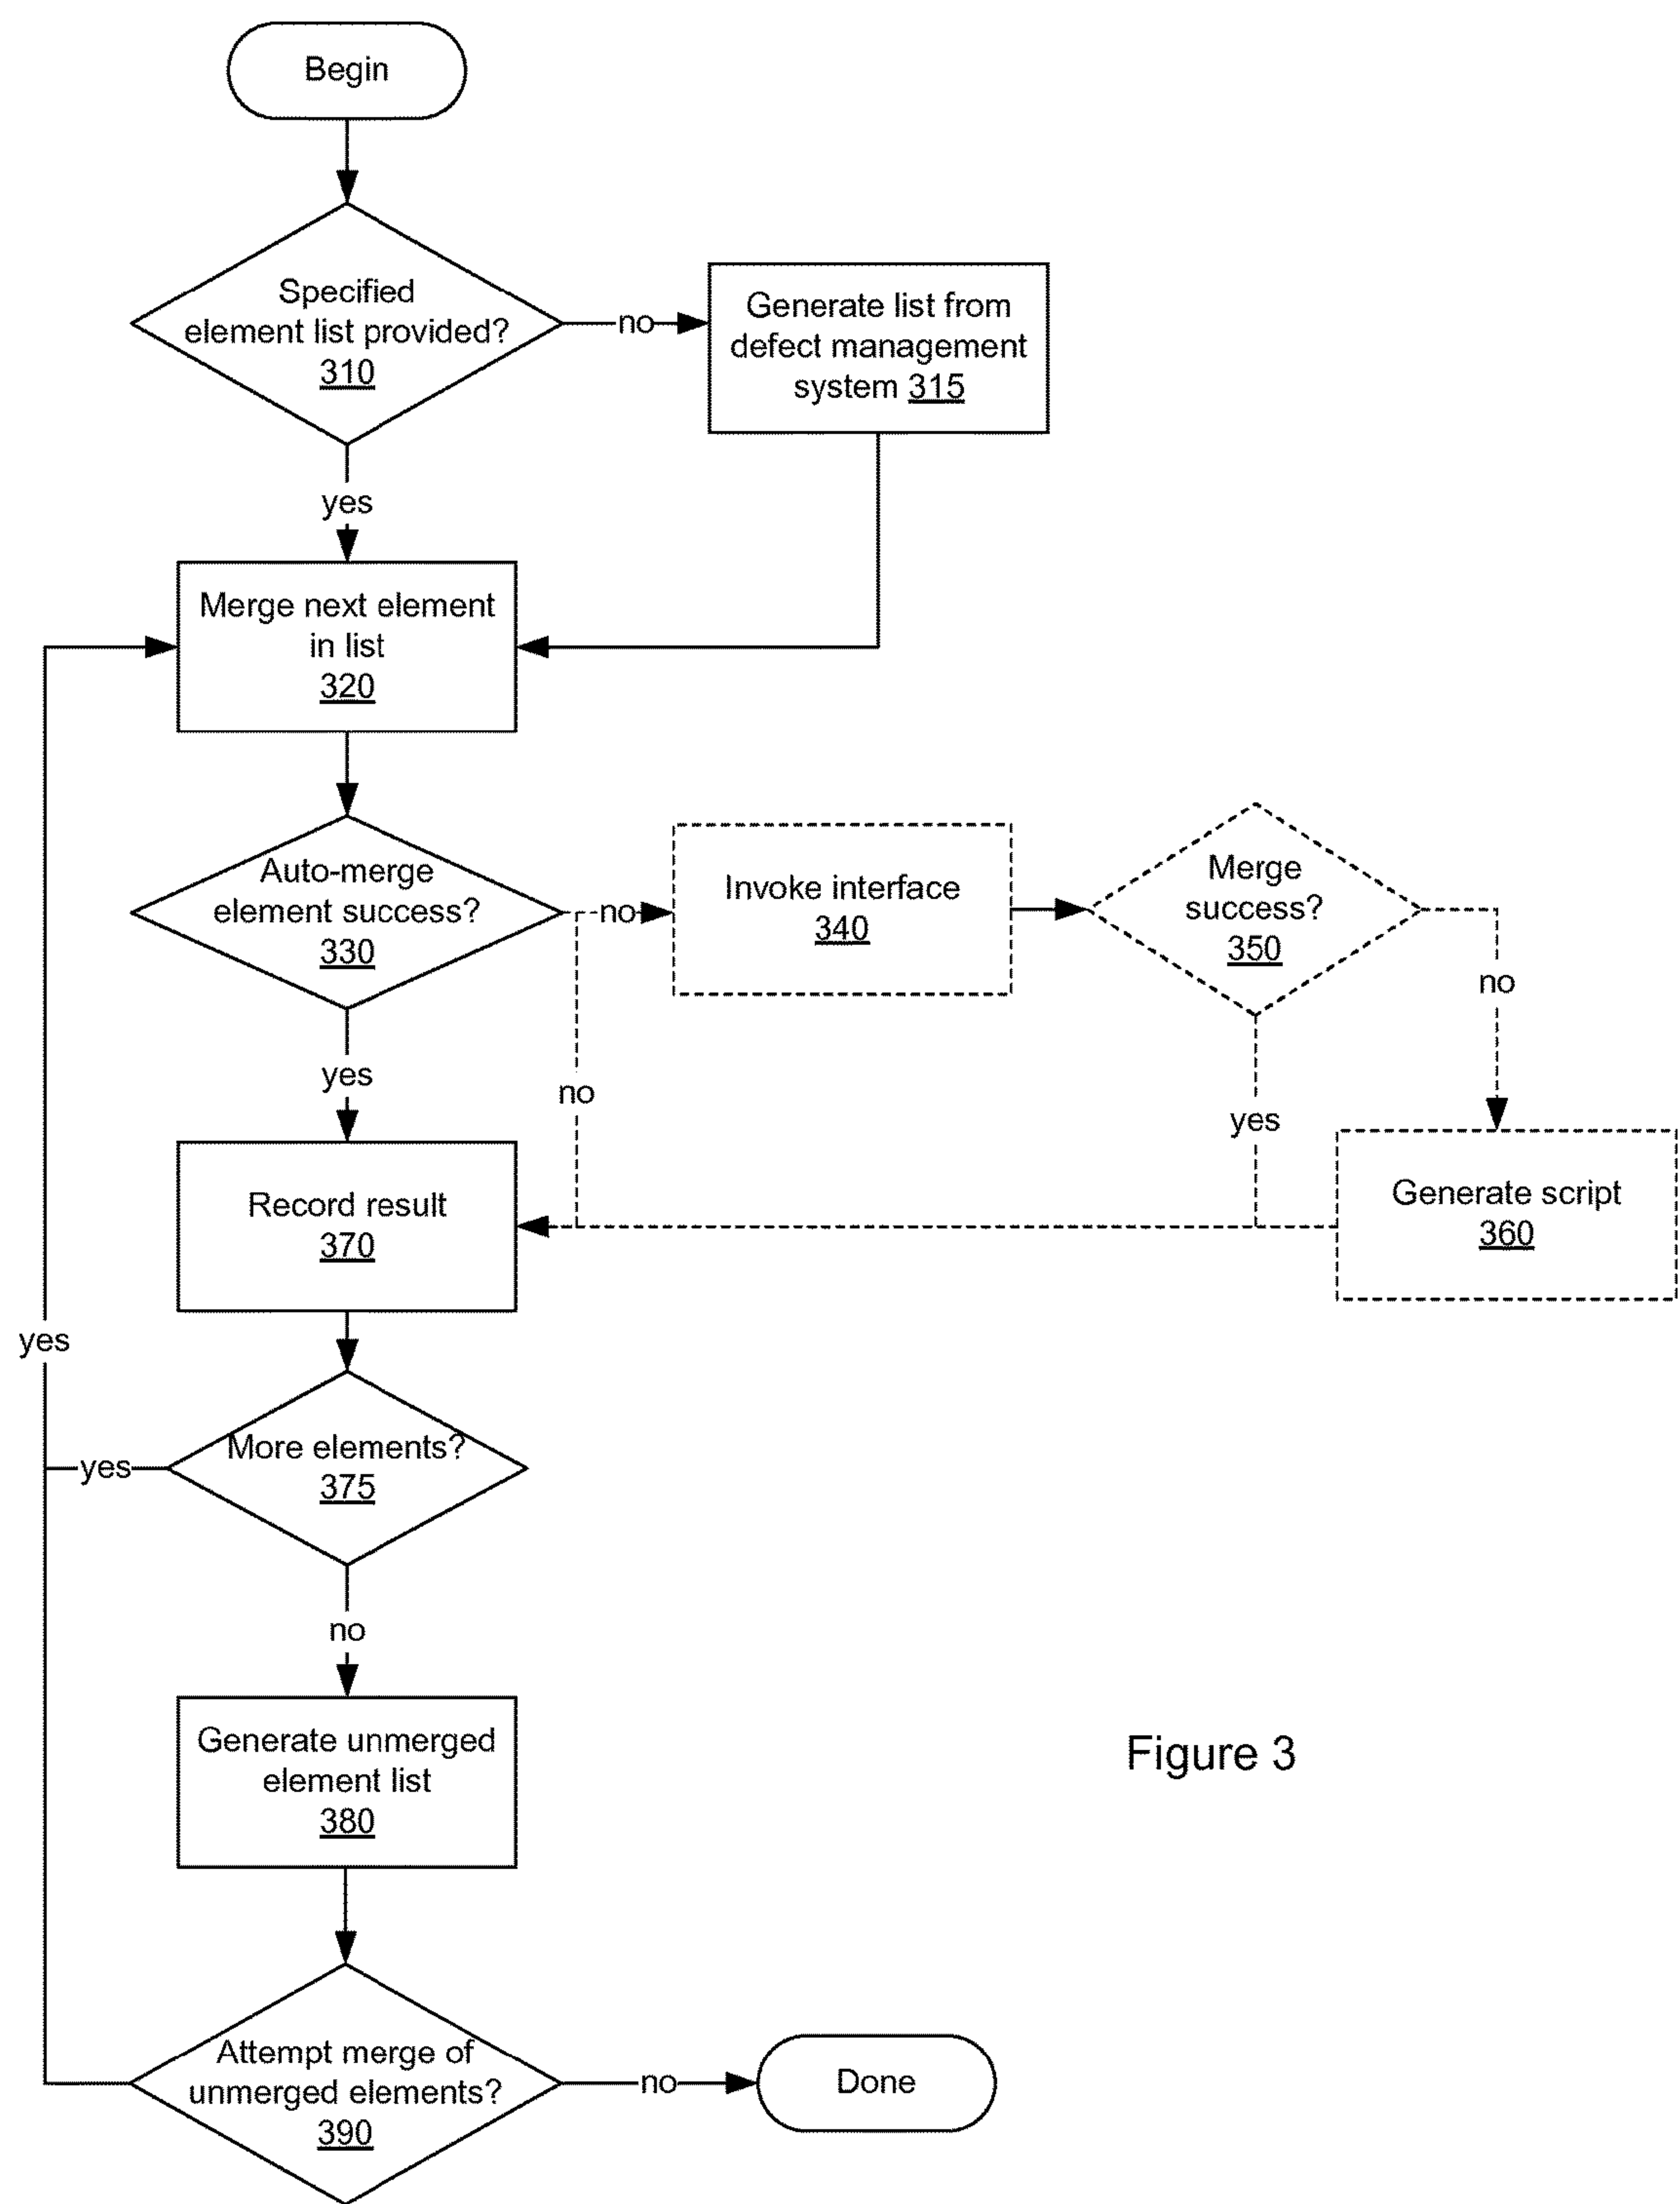 Begin
Specified
element list provided?
310
no
Generate list from
defect management
system 315
yes
Merge next element
in list
320
Auto-merge
element success?
330
no
Invoke interface
340
Merge
success?
350
no
yes
no
yes
Generate script
360
Record result
370
yes
More elements?
375
yes
no
Generate unmerged
element list
380
Figure 3
Attempt merge of
unmerged elements?
390
no
Done